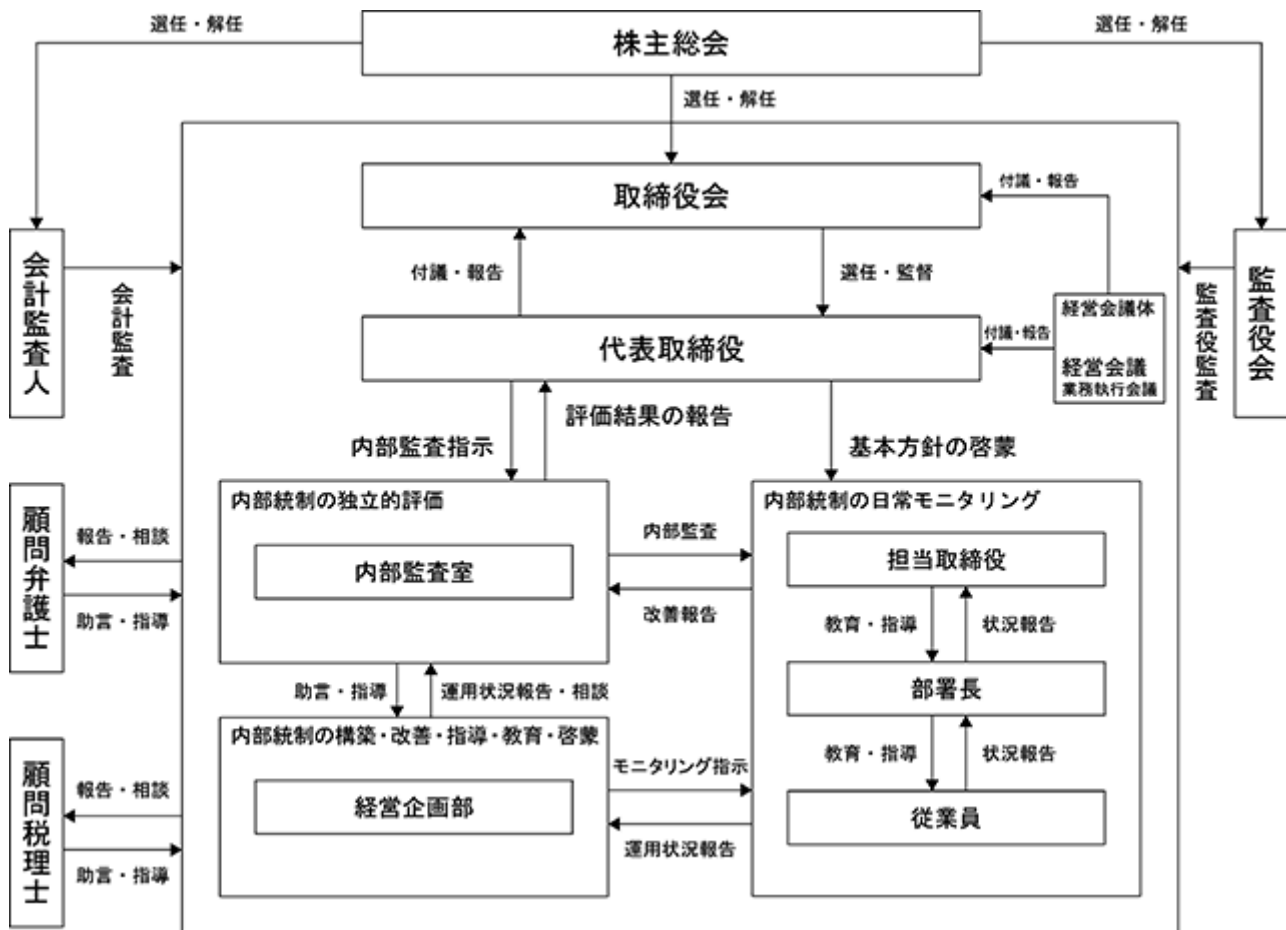 選任・解任
株主総会
選任・解任
選任・解任
取締役会
付議・報告
付議・報告
選任・監督
会計監査人
会計監査
経営会議体
経営会議
業務執行会議
監査役監査
監査役会
代表取締役
付議・報告
評価結果の報告
内部監査指示
基本方針の啓蒙
内部統制の独立的評価
内部監査室
内部監査
改善報告
内部統制の日常モニタリング
担当取締役
教育・指導
状況報告
部署長
教育・指導
状況報告
従業員
顧問弁護士
報告・相談
助言・指導
助言・指導
運用状況報告・相談
内部統制の構築・改善・指導・教育・啓蒙
経営企画部
モニタリング指示
運用状況報告
顧問税理士
報告・相談
助言・指導